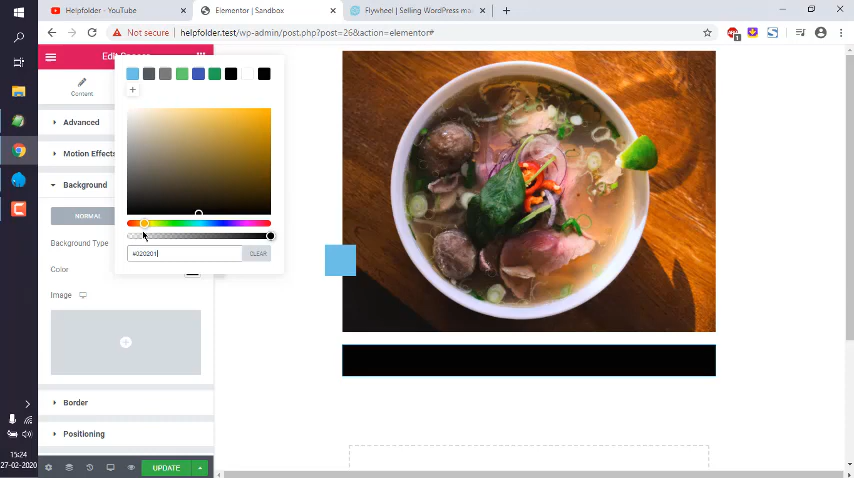 Helpfolder - YouTube
Elementor | Sandbox
Flywheel | Selling WordPress ma
Not secure
helpfolder.test/wp-admin/post.php?post=26&action=elementor#
1
Content
Advanced
Motion Effects
Background
NORMAL
Background Type
#020201
CLEAR
Color
Image
Border
Positioning
UPDATE
15:24
27-02-2020